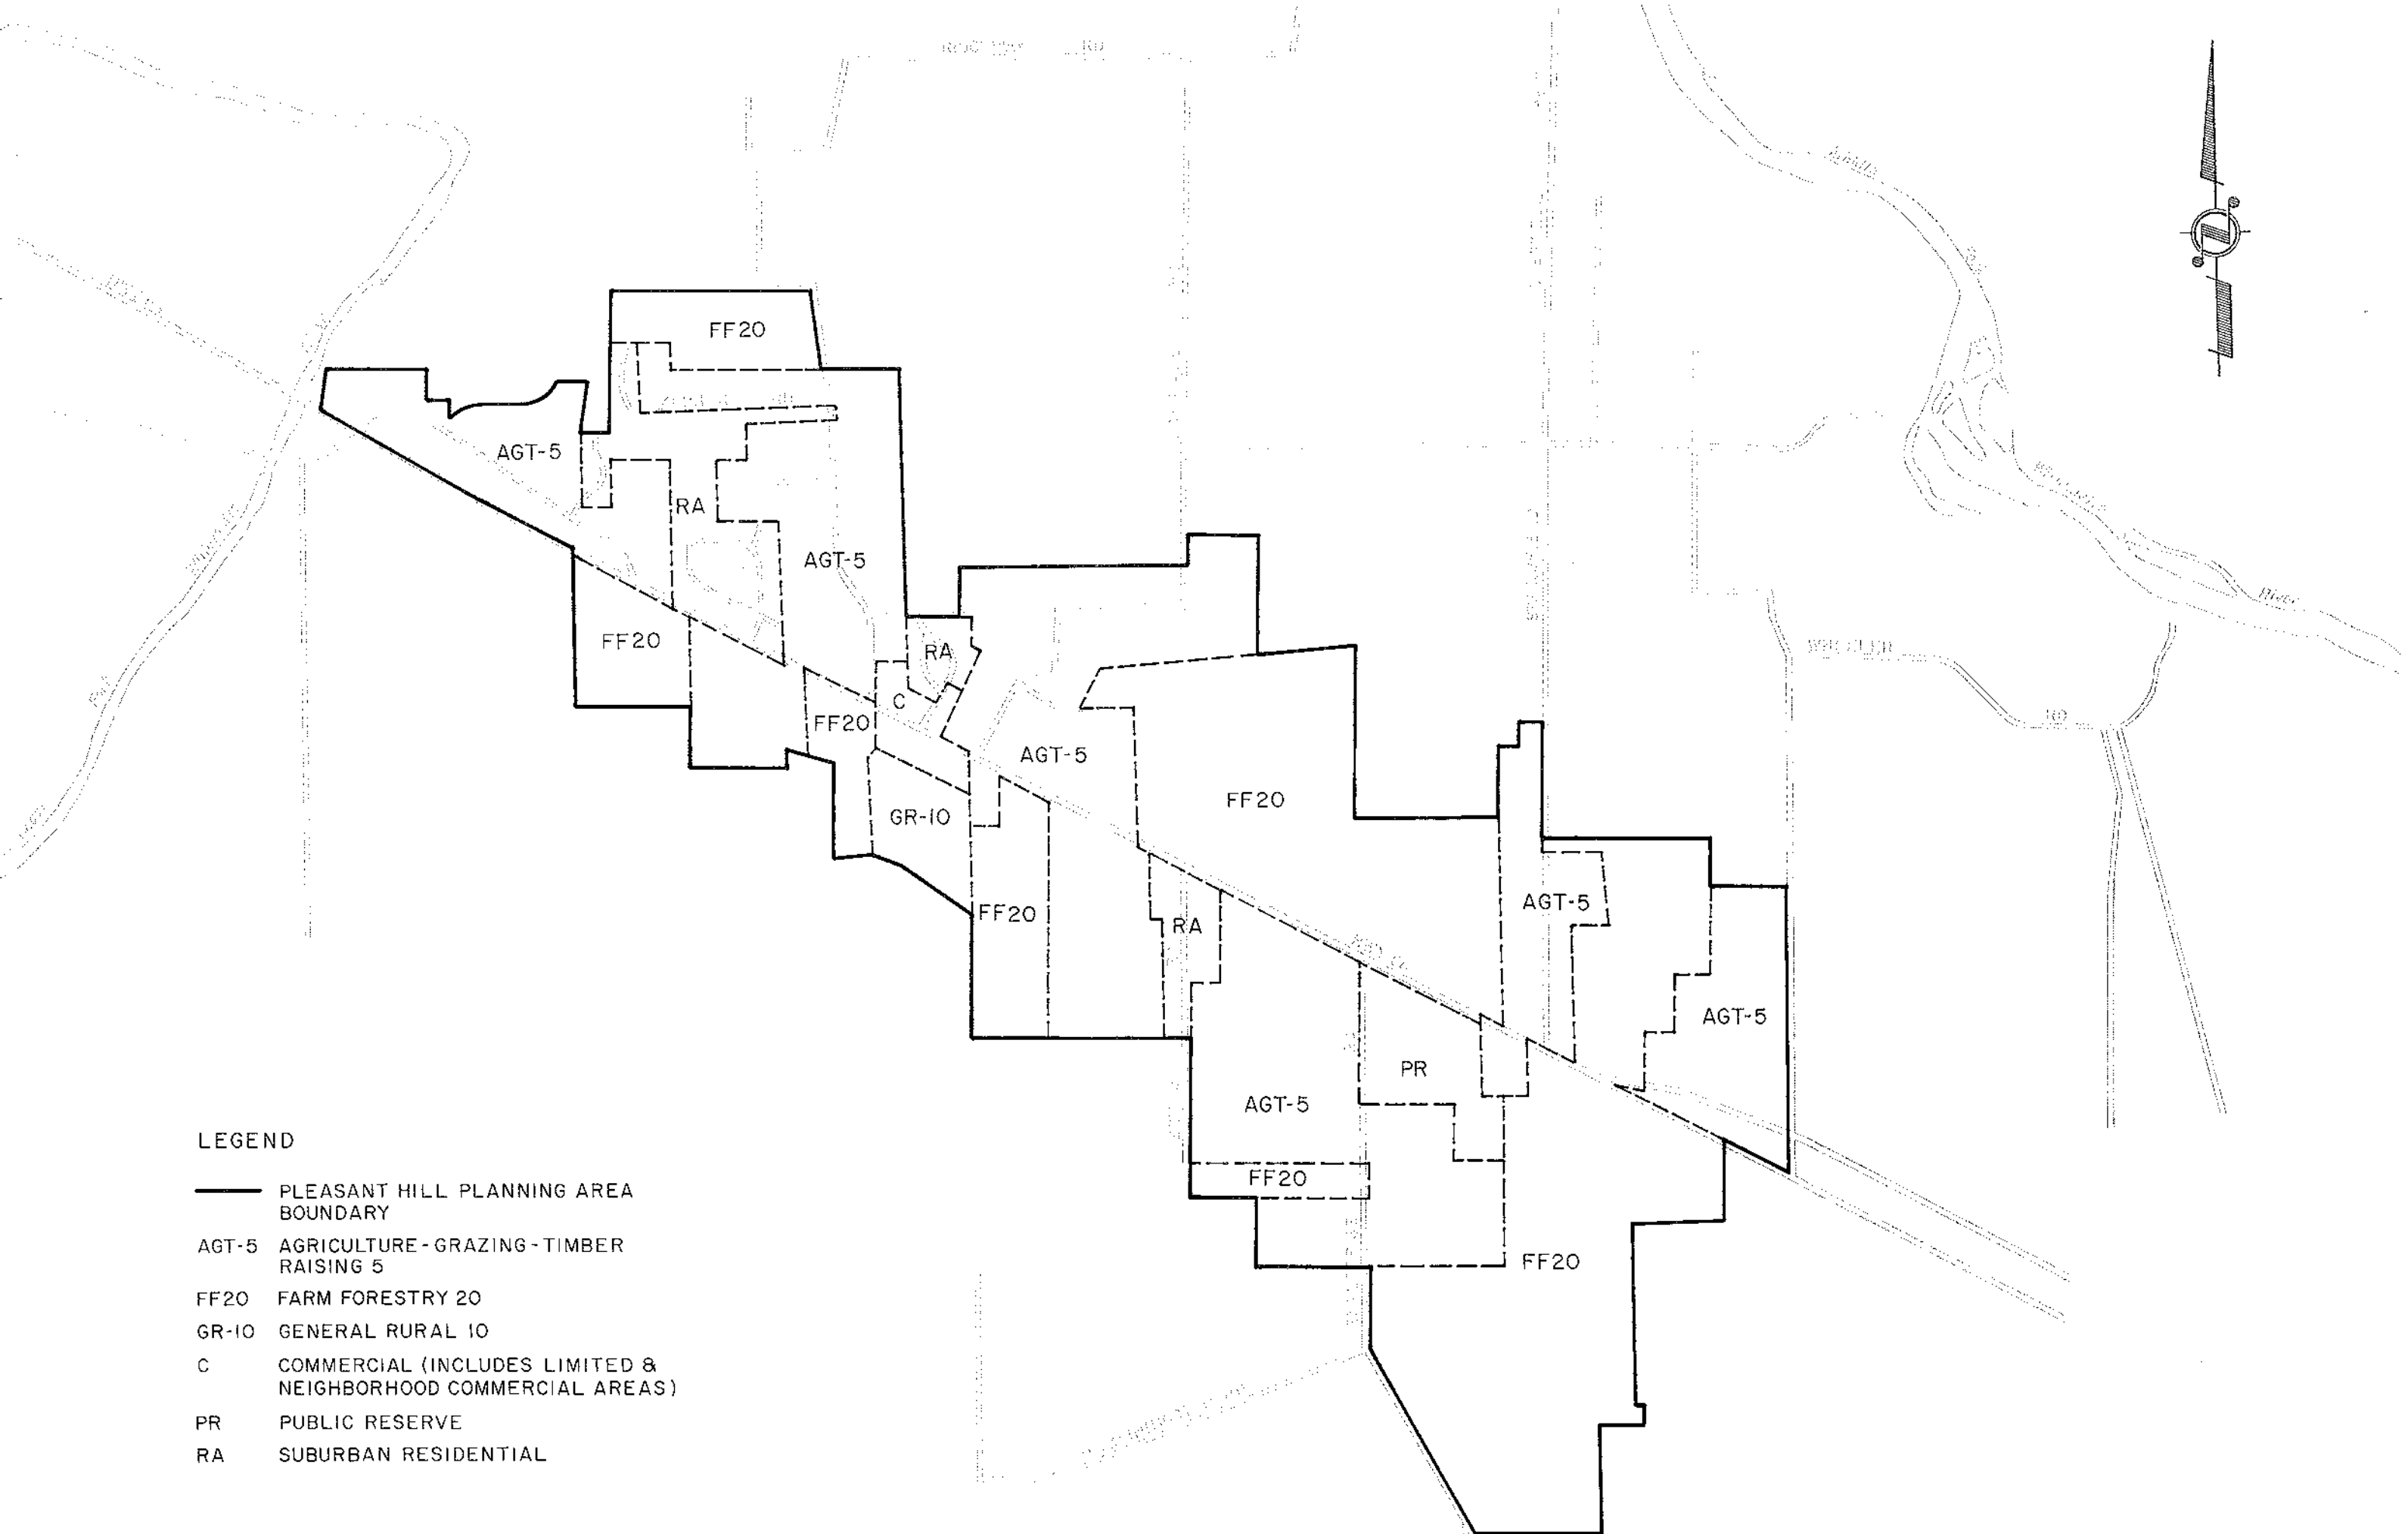 RD
FF20
AGT-5
RA
AGT-5
FF20
RA
C
FF20
AGT-5
FF20
GR-10
AGT-5
FF20
RA
AGT-5
PR
AGT-5
FF20
FF20
River
RD
LEGEND
PLEASANT HILL PLANNING AREA
BOUNDARY
AGT-5 AGRICULTURE-GRAZING-TIMBER
RAISING 5
FF20 FARM FORESTRY 20
GR-10 GENERAL RURAL 10
C COMMERCIAL (INCLUDES LIMITED &
NEIGHBORHOOD COMMERCIAL AREAS)
PR PUBLIC RESERVE
RA SUBURBAN RESIDENTIAL